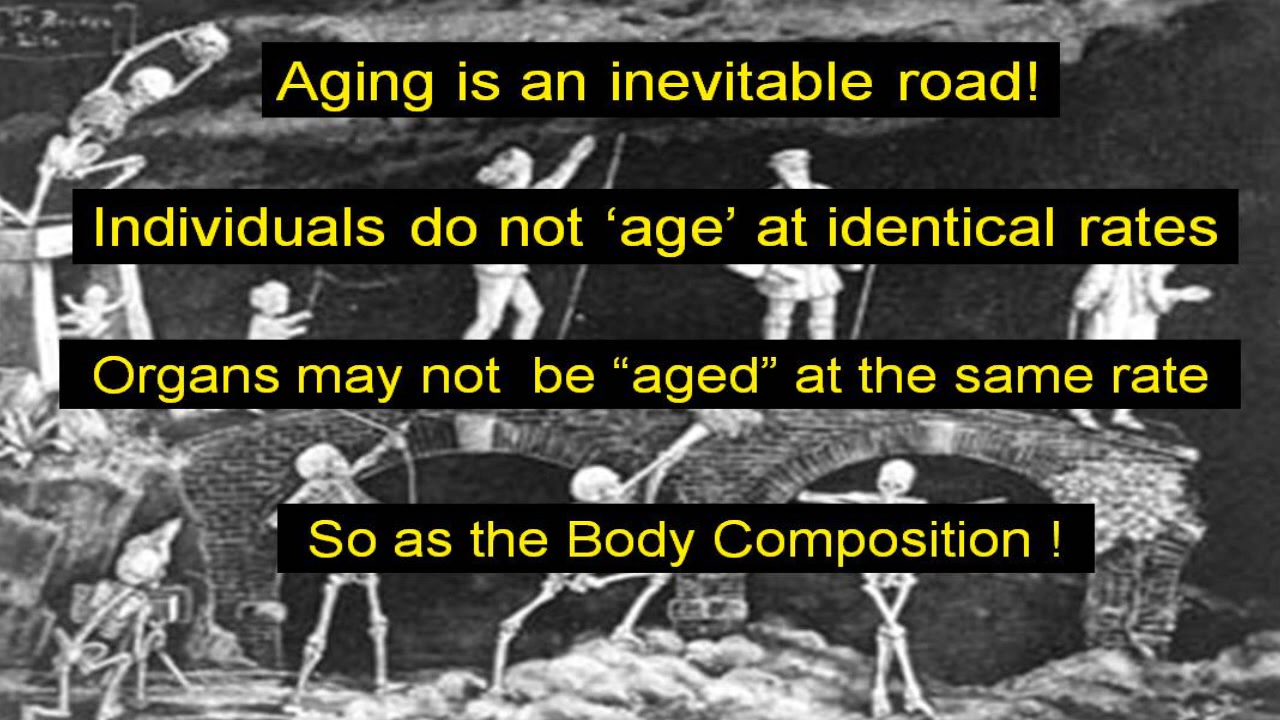 Aging is an inevitable road!
Individuals do not ‘age’ at identical rates
Organs may not  be “aged” at the same rate
So as the Body Composition !